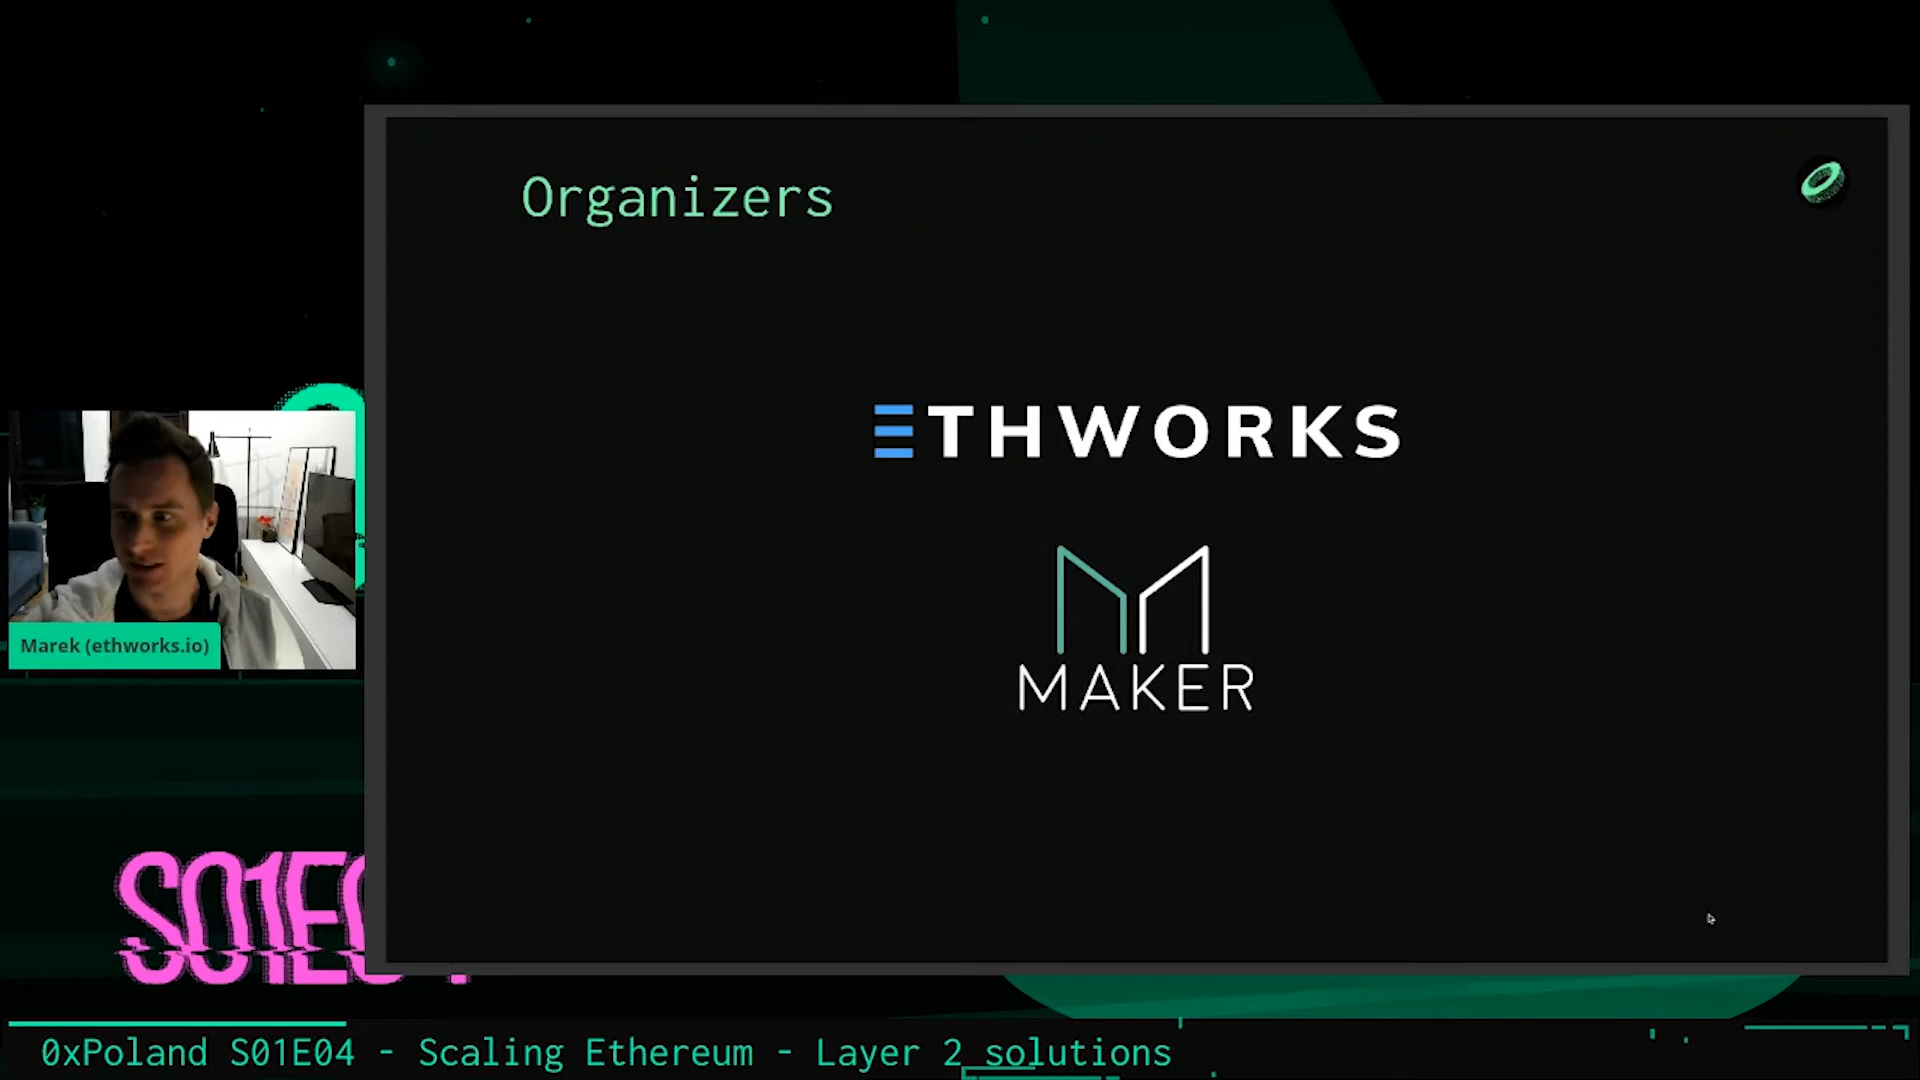 Organizers
ETHWORKS
MAKER
Marek (ethworks.io)
0xPoland S01E04 - Scaling Ethereum - Layer 2 solutions